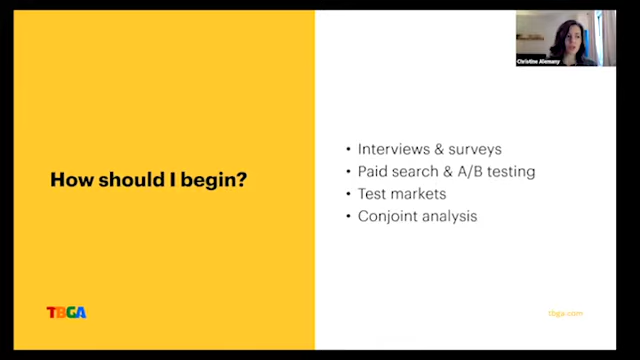 Christine Alemany
How should I begin?
• Interviews & surveys
• Paid search & A/B testing
• Test markets
• Conjoint analysis
TBGA
tbga.com